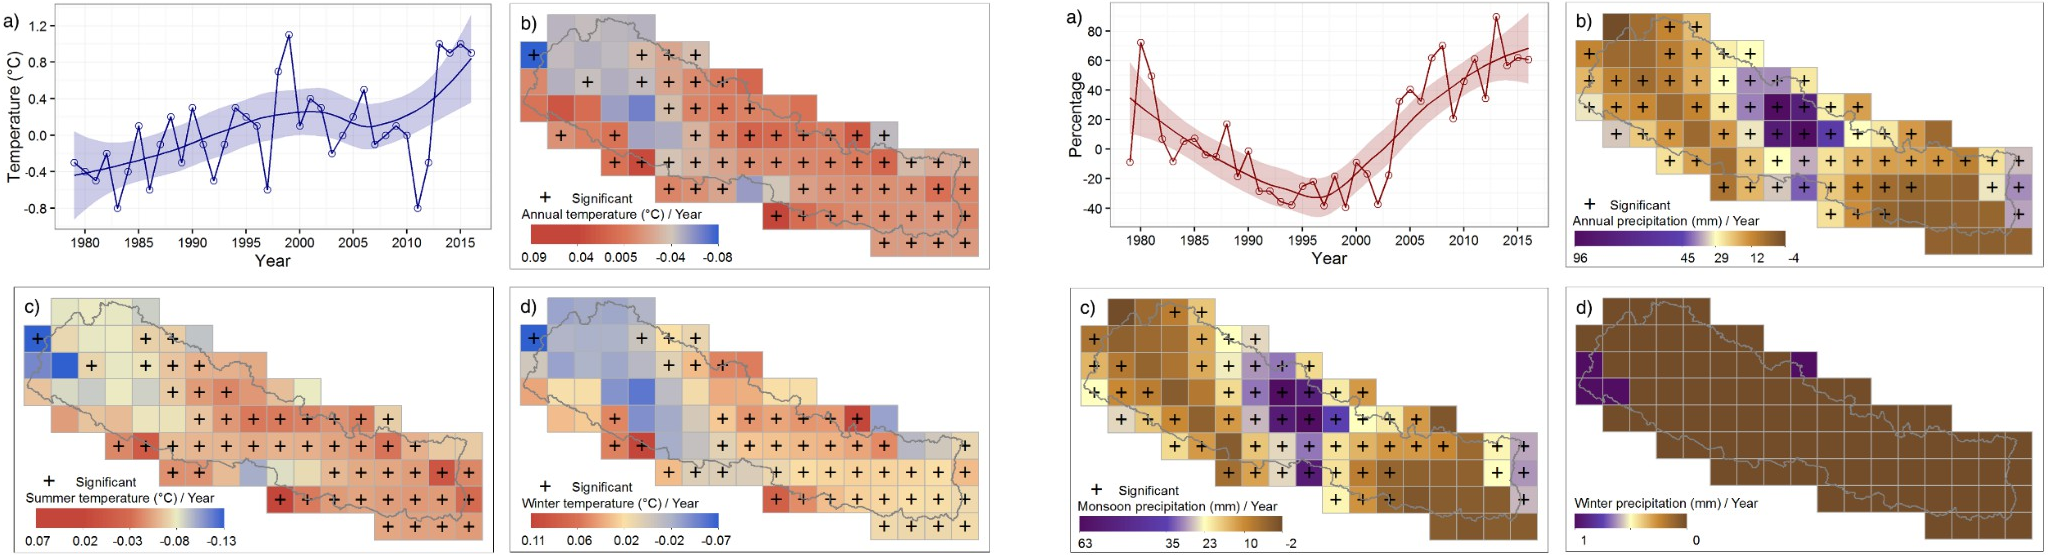 a)
Temperature (°C)
1.2
0.8
0.4
0.0
-0.4
-0.8
1980 1985 1990 1995 2000 2005 2010 2015
Year
b)
+ Significant
Annual temperature (°C) / Year
0.09 0.04 0.005 -0.04 -0.08
c)
+ Significant
Summer temperature (°C) / Year
0.07 0.02 -0.03 -0.08 -0.13
d)
+ Significant
Winter temperature (°C) / Year
0.11 0.06 0.02 -0.02 -0.07
a)
Percentage
80
60
40
20
0
-20
-40
1980 1985 1990 1995 2000 2005 2010 2015
Year
b)
+ Significant
Annual precipitation (mm) / Year
96 45 29 12 -4
c)
+ Significant
Monsoon precipitation (mm) / Year
63 35 23 10 -2
d)
Winter precipitation (mm) / Year
1 0